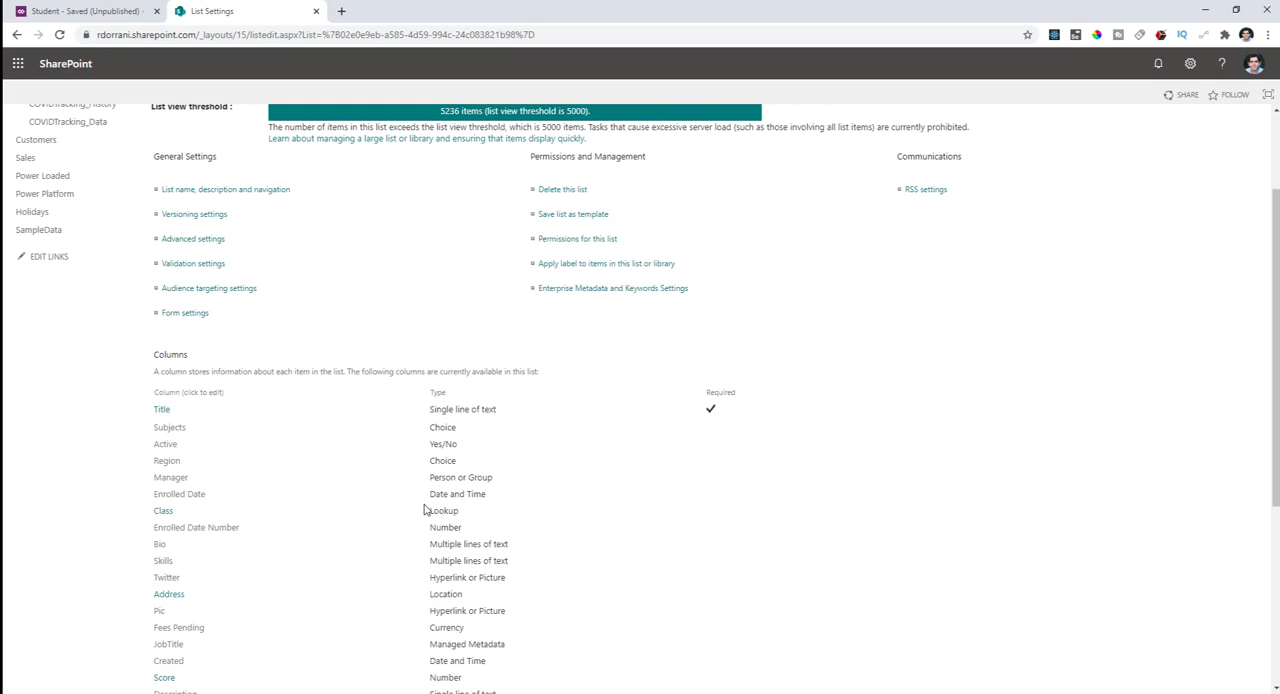 Student - Saved (Unpublished) -
List Settings
rdorrani.sharepoint.com/_layouts/15/listedit.aspx?List=%7B02e0e9eb-a585-4d59-994c-24c083821b98%7D
SharePoint
SHARE
FOLLOW
COVIDTracking_History
COVIDTracking_Data
Customers
Sales
Power Loaded
Power Platform
Holidays
SampleData
EDIT LINKS
List view threshold :
5236 items (list view threshold is 5000).
The number of items in this list exceeds the list view threshold, which is 5000 items. Tasks that cause excessive server load (such as those involving all list items) are currently prohibited.
Learn about managing a large list or library and ensuring that items display quickly.
General Settings
Permissions and Management
Communications
List name, description and navigation
Delete this list
RSS settings
Versioning settings
Save list as template
Advanced settings
Permissions for this list
Validation settings
Apply label to items in this list or library
Audience targeting settings
Enterprise Metadata and Keywords Settings
Form settings
Columns
A column stores information about each item in the list. The following columns are currently available in this list:
Column (click to edit) Type Required
Title Single line of text
Subjects Choice
Active Yes/No
Region Choice
Manager Person or Group
Enrolled Date Date and Time
Class Lookup
Enrolled Date Number Number
Bio Multiple lines of text
Skills Multiple lines of text
Twitter Hyperlink or Picture
Address Location
Pic Hyperlink or Picture
Fees Pending Currency
JobTitle Managed Metadata
Created Date and Time
Score Number
Description Single line of text